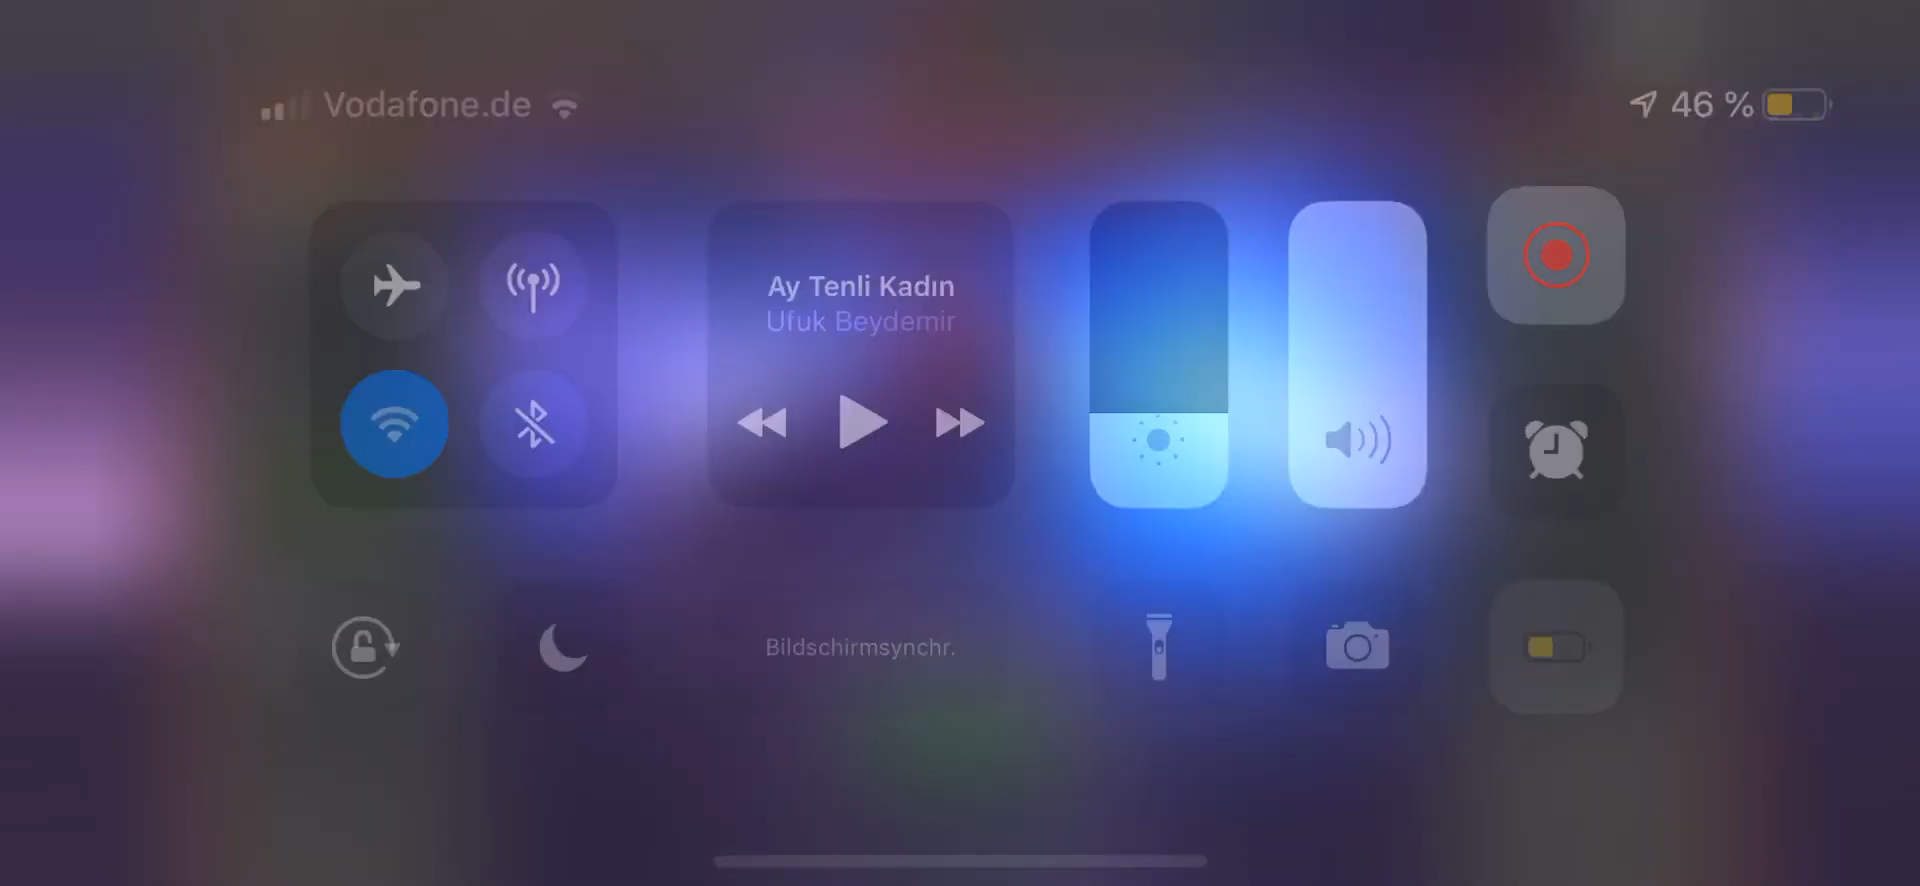 Vodafone.de
46 %
Ay Tenli Kadın
Ufuk Beydemir
Bildschirmsynchr.